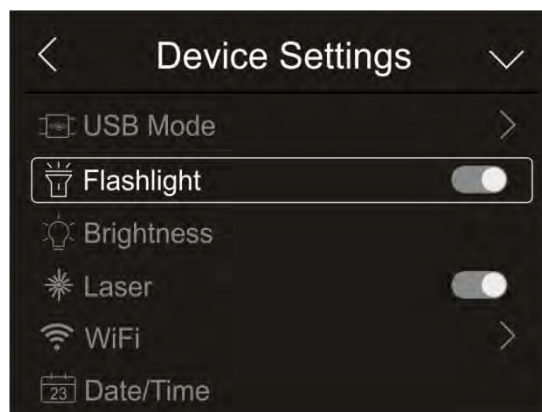 Device Settings
USB Mode
Flashlight
Brightness
Laser
WiFi
23 Date/Time